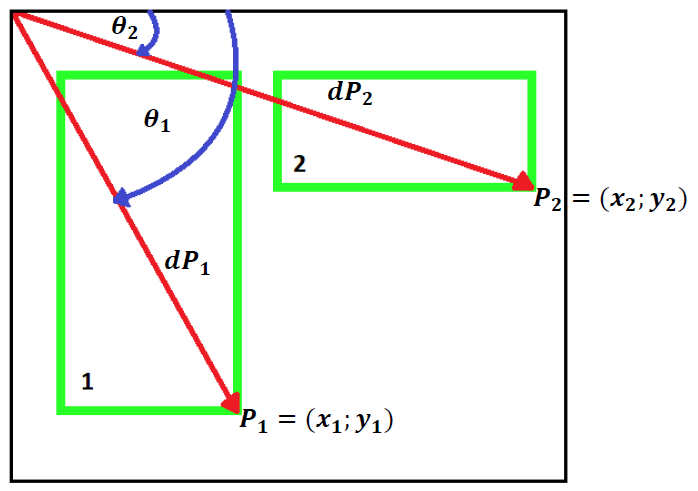 θ₂
dP₂
θ₁
2
P₂ = (x₂; y₂)
dP₁
1
P₁ = (x₁; y₁)